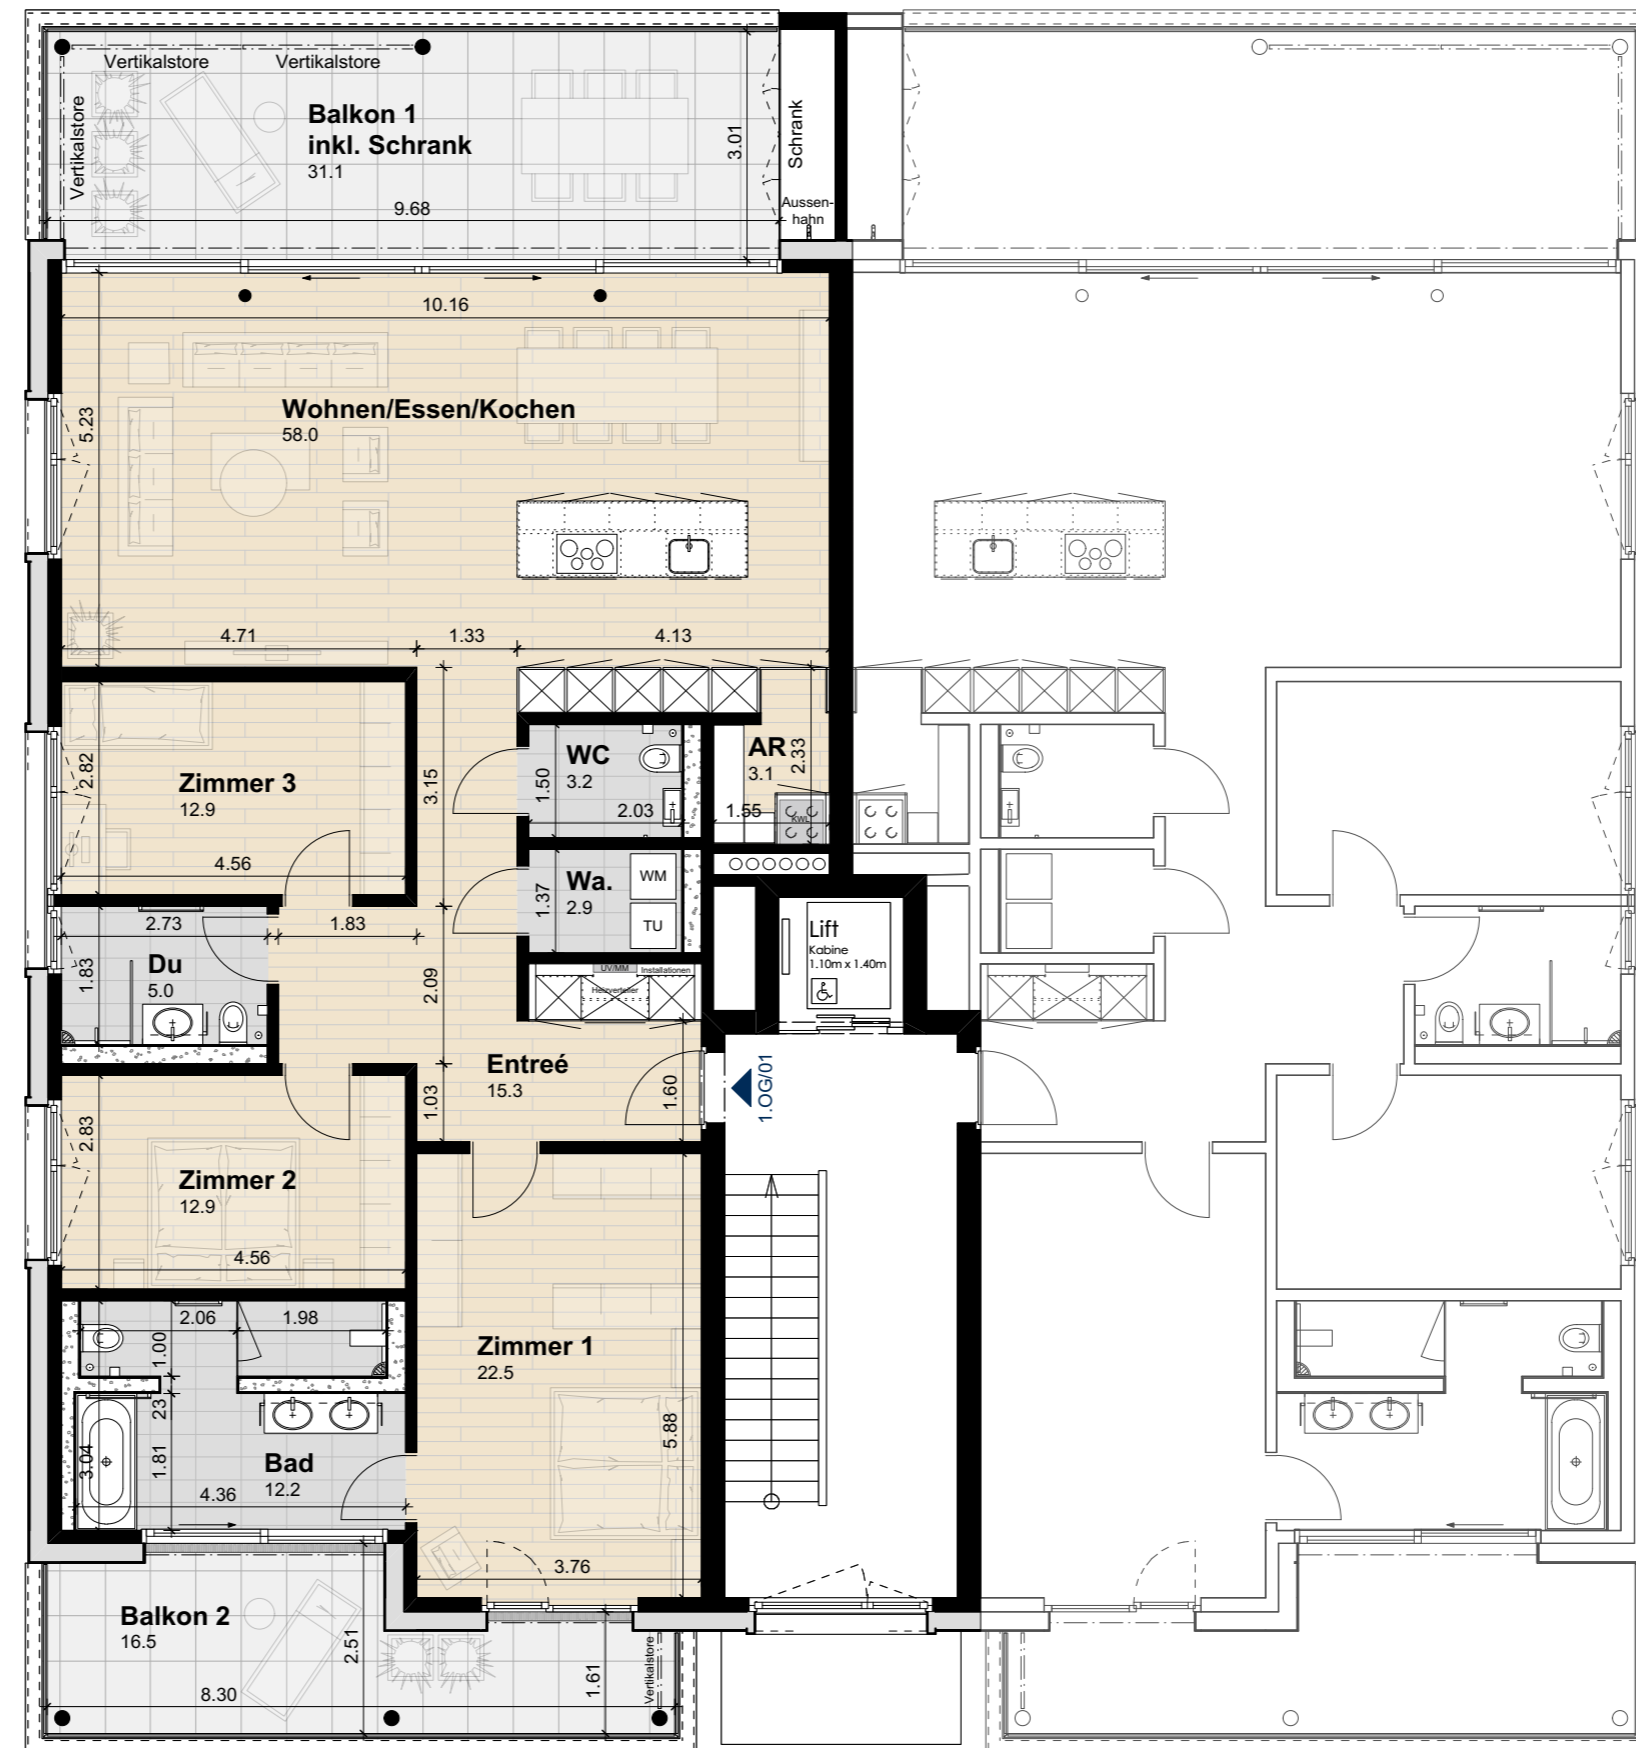 Vertikalstore
Vertikalstore
Vertikalstore
Balkon 1
inkl. Schrank
31.1
3.01
Schrank
9.68
Aussen-
hahn
10.16
5.23
Wohnen/Essen/Kochen
58.0
4.71
1.33
4.13
Zimmer 3
12.9
2.82
4.56
3.15
WC
3.2
1.50
2.03
AR
3.1
2.33
1.55
KWL
Wa.
2.9
1.37
WM
TU
2.73
1.83
Du
5.0
1.83
2.09
UV/MM
Installationen
Heizverteiler
Lift
Kabine
1.10m x 1.40m
Entreé
15.3
1.03
1.60
1.OG/01
2.83
Zimmer 2
12.9
4.56
2.06
1.98
1.00
23
1.81
3.04
Bad
12.2
4.36
Zimmer 1
22.5
5.88
3.76
Balkon 2
16.5
2.51
1.61
Vertikalstore
8.30